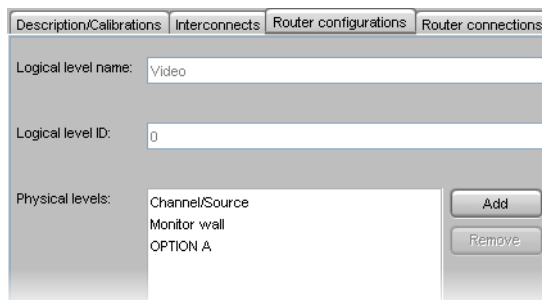 Description/Calibrations Interconnects Router configurations Router connections
Logical level name: Video
Logical level ID: 0
Physical levels: Channel/Source Add
Monitor wall
OPTION A Remove